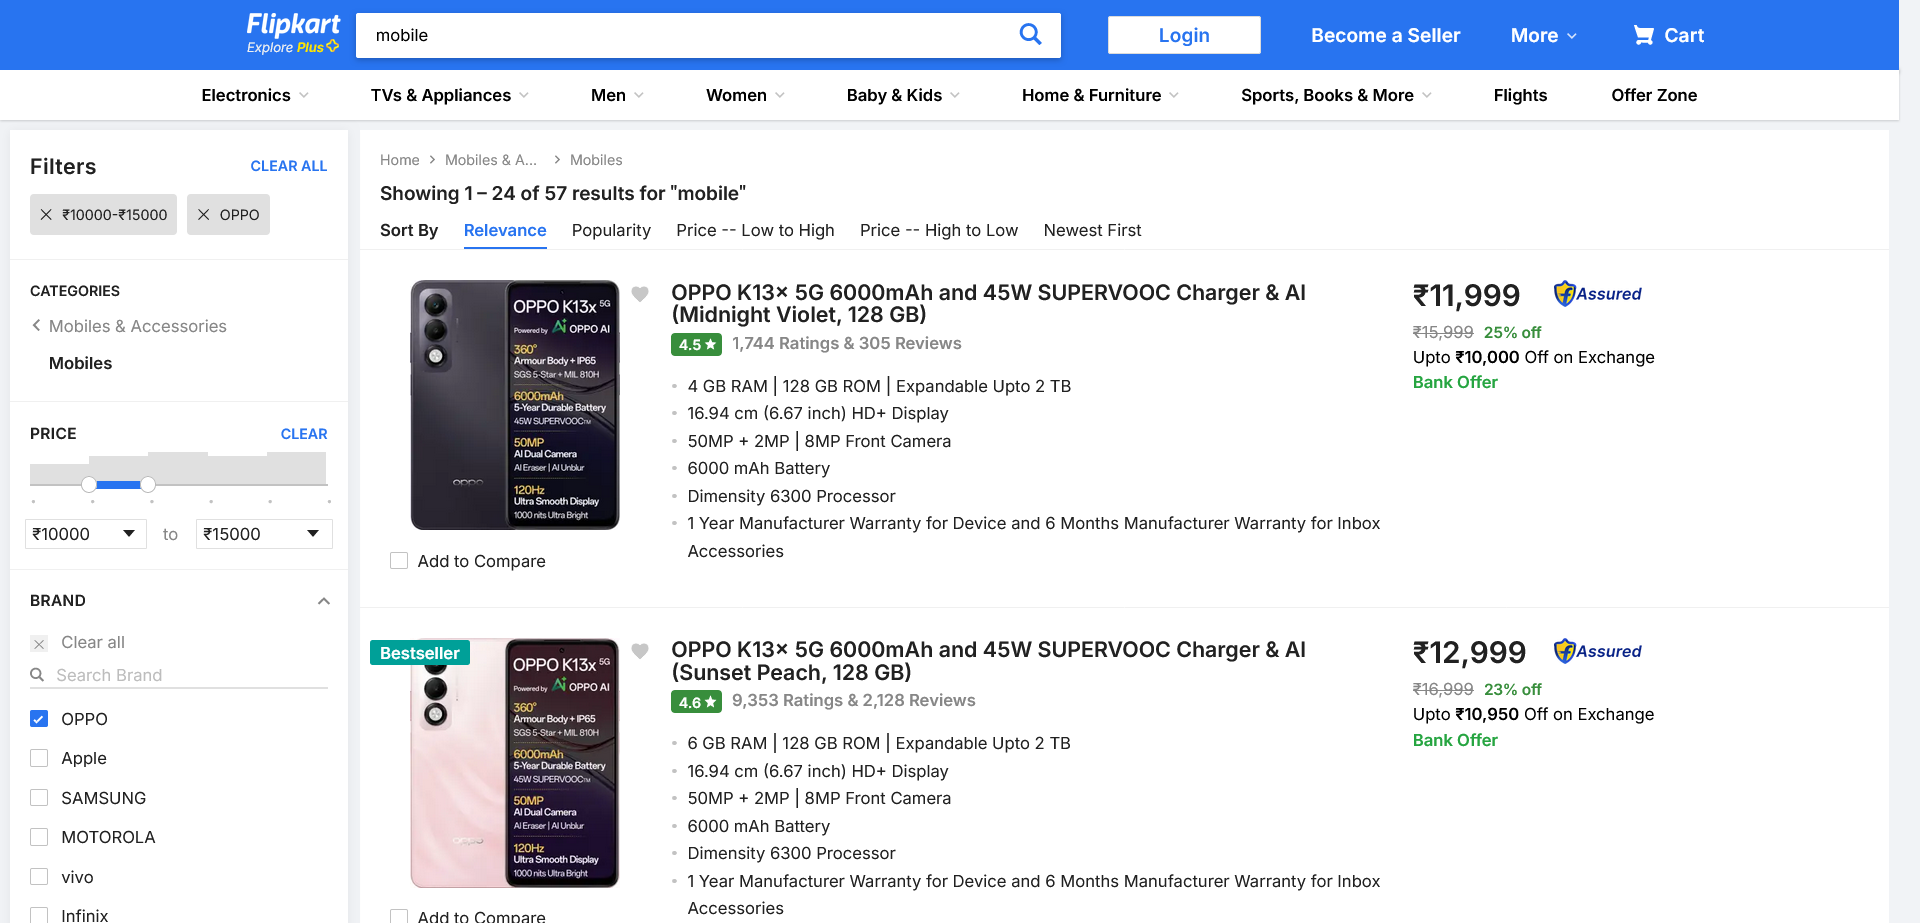 Flipkart
Explore Plus
mobile
Login
Become a Seller
More
Cart
Electronics
TVs & Appliances
Men
Women
Baby & Kids
Home & Furniture
Sports, Books & More
Flights
Offer Zone
Filters
CLEAR ALL
₹10000-₹15000
OPPO
CATEGORIES
Mobiles & Accessories
Mobiles
PRICE
CLEAR
₹10000
to
₹15000
BRAND
Clear all
Search Brand
OPPO
Apple
SAMSUNG
MOTOROLA
vivo
Infinix
Home
Mobiles & A...
Mobiles
Showing 1 – 24 of 57 results for "mobile"
Sort By
Relevance
Popularity
Price -- Low to High
Price -- High to Low
Newest First
OPPO K13x 5G
Powered by Ai OPPO AI
360°
Armour Body + IP65
SGS 5-Star + MIL 810H
6000mAh
5-Year Durable Battery
45W SUPERVOOC™
50MP
AI Dual Camera
AI Eraser | AI Unblur
120Hz
Ultra Smooth Display
1000 nits Ultra Bright
oppo
Add to Compare
OPPO K13x 5G 6000mAh and 45W SUPERVOOC Charger & AI
(Midnight Violet, 128 GB)
4.5★
1,744 Ratings & 305 Reviews
4 GB RAM | 128 GB ROM | Expandable Upto 2 TB
16.94 cm (6.67 inch) HD+ Display
50MP + 2MP | 8MP Front Camera
6000 mAh Battery
Dimensity 6300 Processor
1 Year Manufacturer Warranty for Device and 6 Months Manufacturer Warranty for Inbox
Accessories
₹11,999
Assured
₹15,999 25% off
Upto ₹10,000 Off on Exchange
Bank Offer
Bestseller
OPPO K13x 5G
Powered by Ai OPPO AI
360°
Armour Body + IP65
SGS 5-Star + MIL 810H
6000mAh
5-Year Durable Battery
45W SUPERVOOC™
50MP
AI Dual Camera
AI Eraser | AI Unblur
120Hz
Ultra Smooth Display
1000 nits Ultra Bright
oppo
Add to Compare
OPPO K13x 5G 6000mAh and 45W SUPERVOOC Charger & AI
(Sunset Peach, 128 GB)
4.6★
9,353 Ratings & 2,128 Reviews
6 GB RAM | 128 GB ROM | Expandable Upto 2 TB
16.94 cm (6.67 inch) HD+ Display
50MP + 2MP | 8MP Front Camera
6000 mAh Battery
Dimensity 6300 Processor
1 Year Manufacturer Warranty for Device and 6 Months Manufacturer Warranty for Inbox
Accessories
₹12,999
Assured
₹16,999 23% off
Upto ₹10,950 Off on Exchange
Bank Offer